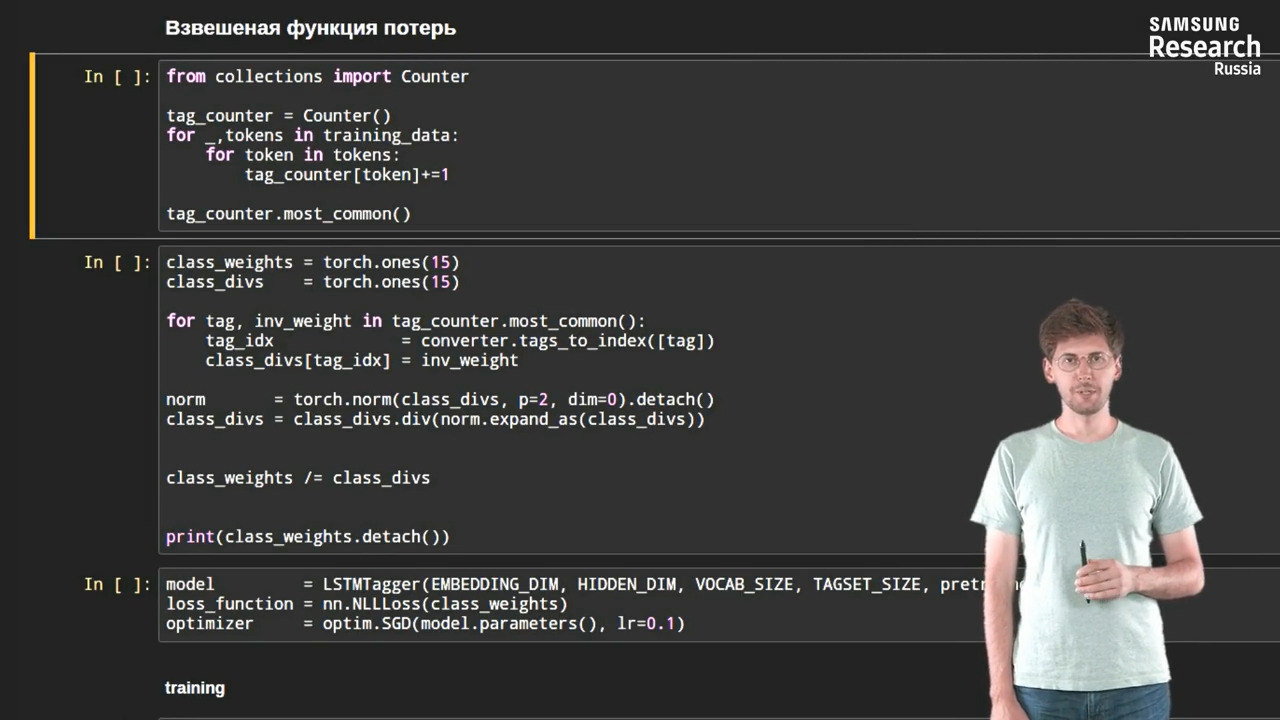 Взвешеная функция потерь
SAMSUNG
Research
Russia
In [ ]:
from collections import Counter
tag_counter = Counter()
for _,tokens in training_data:
    for token in tokens:
        tag_counter[token]+=1
tag_counter.most_common()
In [ ]:
class_weights = torch.ones(15)
class_divs    = torch.ones(15)
for tag, inv_weight in tag_counter.most_common():
    tag_idx             = converter.tags_to_index([tag])
    class_divs[tag_idx] = inv_weight
norm       = torch.norm(class_divs, p=2, dim=0).detach()
class_divs = class_divs.div(norm.expand_as(class_divs))
class_weights /= class_divs
print(class_weights.detach())
In [ ]:
model         = LSTMTagger(EMBEDDING_DIM, HIDDEN_DIM, VOCAB_SIZE, TAGSET_SIZE,
loss_function = nn.NLLLoss(class_weights)
optimizer     = optim.SGD(model.parameters(), lr=0.1)
training